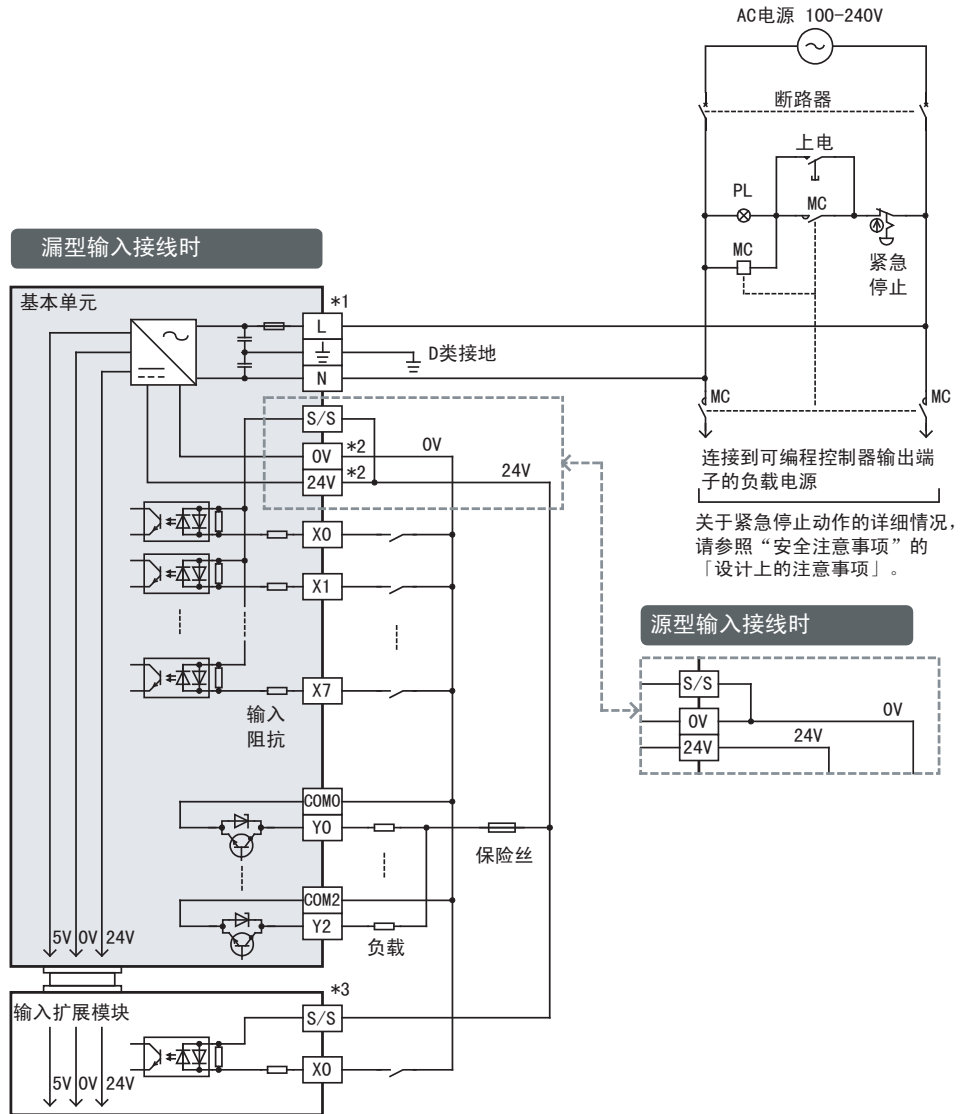 AC电源 100-240V
断路器
上电
PL
MC
MC
紧急
停止
漏型输入接线时
基本单元
*1
L
D类接地
N
MC
MC
S/S
0V
*2
0V
24V
*2
24V
连接到可编程控制器输出端
子的负载电源
关于紧急停止动作的详细情况,
请参照“安全注意事项”的
「设计上的注意事项」。
X0
X1
X7
输入
阻抗
源型输入接线时
S/S
0V
0V
24V
24V
COM0
Y0
保险丝
COM2
Y2
负载
5V 0V 24V
*3
输入扩展模块
S/S
X0
5V 0V 24V